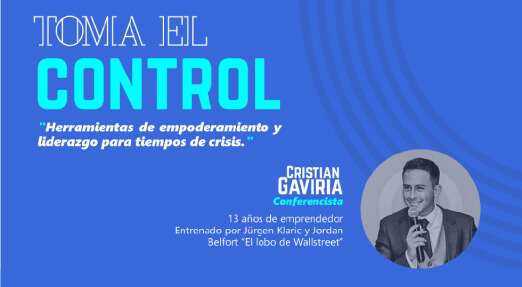 TOMA EL
CONTROL
"Herramientas de empoderamiento y
liderazgo para tiempos de crisis."
CRISTIAN
GAVIRIA
Conferencista
13 años de emprendedor
Entrenado por Jürgen Klaric y Jordan
Belfort "El lobo de Wallstreet"